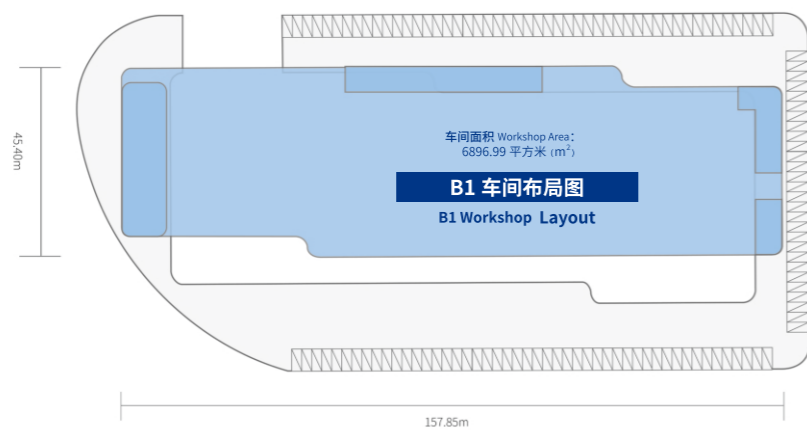 45.40m
车间面积 Workshop Area：
6896.99 平方米 (m²)
B1 车间布局图
B1 Workshop Layout
157.85m